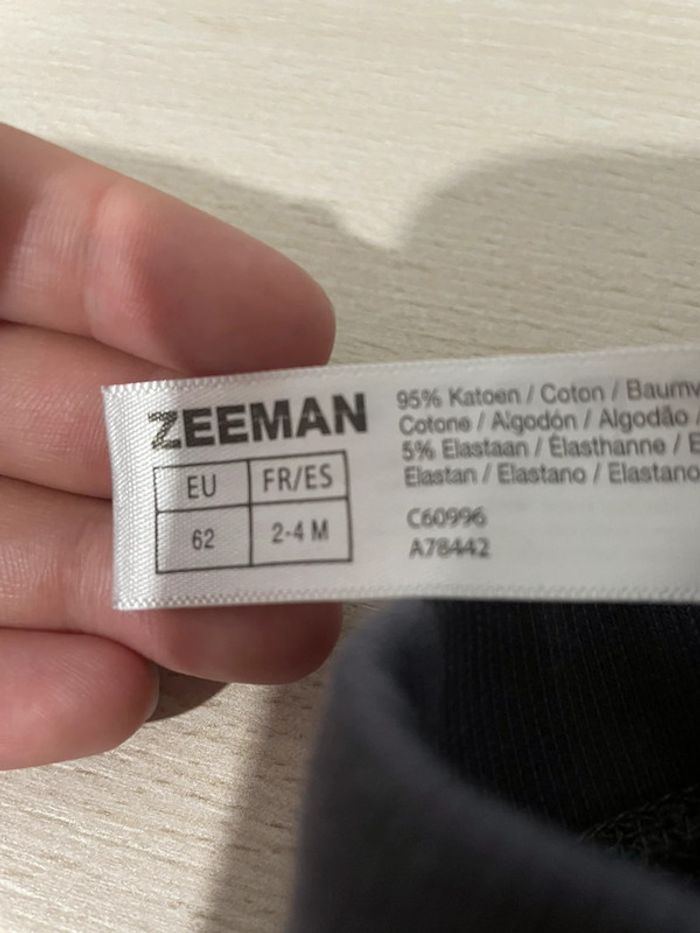 ZEEMAN
EU FR/ES
62 2-4 M
95% Katoen / Coton / Baumw
Cotone / Algodón / Algodão /
5% Elastaan / Élasthanne / E
Elastan / Elastano / Elastano
C60996
A78442